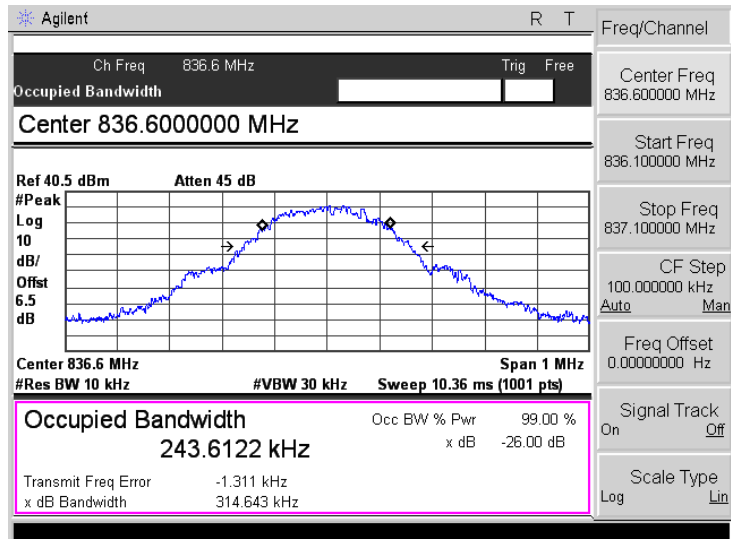 Agilent R T
Ch Freq 836.6 MHz Trig Free
Occupied Bandwidth
Center 836.6000000 MHz
Ref 40.5 dBm Atten 45 dB
#Peak
Log
10
dB/
Offst
6.5
dB
Center 836.6 MHz Span 1 MHz
#Res BW 10 kHz #VBW 30 kHz Sweep 10.36 ms (1001 pts)
Occupied Bandwidth Occ BW % Pwr 99.00 %
243.6122 kHz x dB -26.00 dB
Transmit Freq Error -1.311 kHz
x dB Bandwidth 314.643 kHz
Freq/Channel
Center Freq
836.600000 MHz
Start Freq
836.100000 MHz
Stop Freq
837.100000 MHz
CF Step
100.000000 kHz
Auto Man
Freq Offset
0.00000000 Hz
Signal Track
On Off
Scale Type
Log Lin